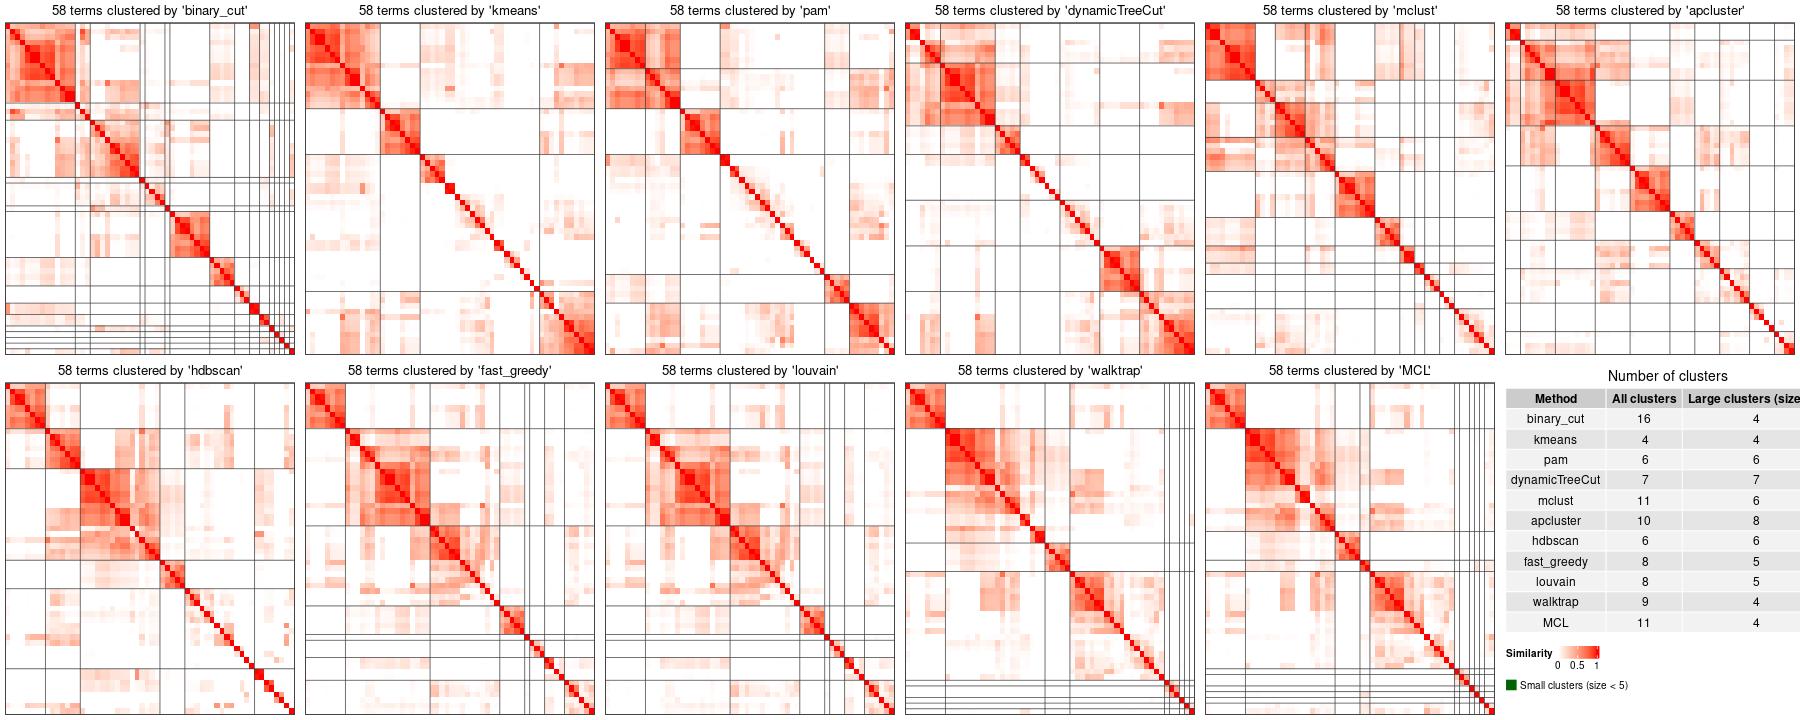 58 terms clustered by 'binary_cut'
58 terms clustered by 'kmeans'
58 terms clustered by 'pam'
58 terms clustered by 'dynamicTreeCut'
58 terms clustered by 'mclust'
58 terms clustered by 'apcluster'
58 terms clustered by 'hdbscan'
58 terms clustered by 'fast_greedy'
58 terms clustered by 'louvain'
58 terms clustered by 'walktrap'
58 terms clustered by 'MCL'
Number of clusters
Method All clusters Large clusters (size
binary_cut 16 4
kmeans 4 4
pam 6 6
dynamicTreeCut 7 7
mclust 11 6
apcluster 10 8
hdbscan 6 6
fast_greedy 8 5
louvain 8 5
walktrap 9 4
MCL 11 4
Similarity
0 0.5 1
Small clusters (size < 5)